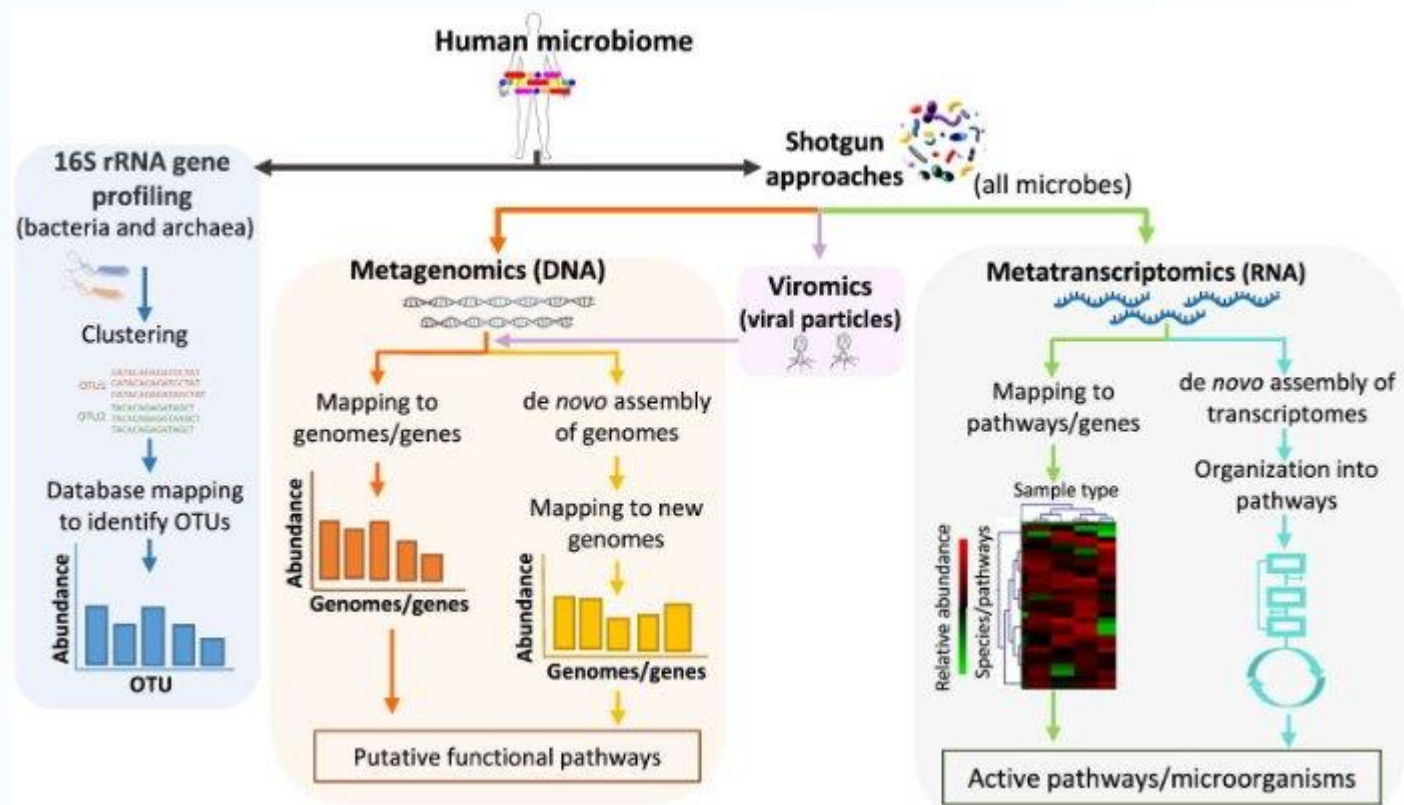 Human microbiome
16S rRNA gene
profiling
(bacteria and archaea)
Clustering
OTU1
OTU2
TACACAGAGATAGCT
Database mapping
to identify OTUs
Abundance
OTU
Shotgun
approaches
(all microbes)
Metagenomics (DNA)
Mapping to
genomes/genes
Abundance
Genomes/genes
de novo assembly
of genomes
Mapping to new
genomes
Abundance
Genomes/genes
Putative functional pathways
Viromics
(viral particles)
Metatranscriptomics (RNA)
Mapping to
pathways/genes
Sample type
Relative abundance
Species/pathways
de novo assembly of
transcriptomes
Organization into
pathways
Active pathways/microorganisms